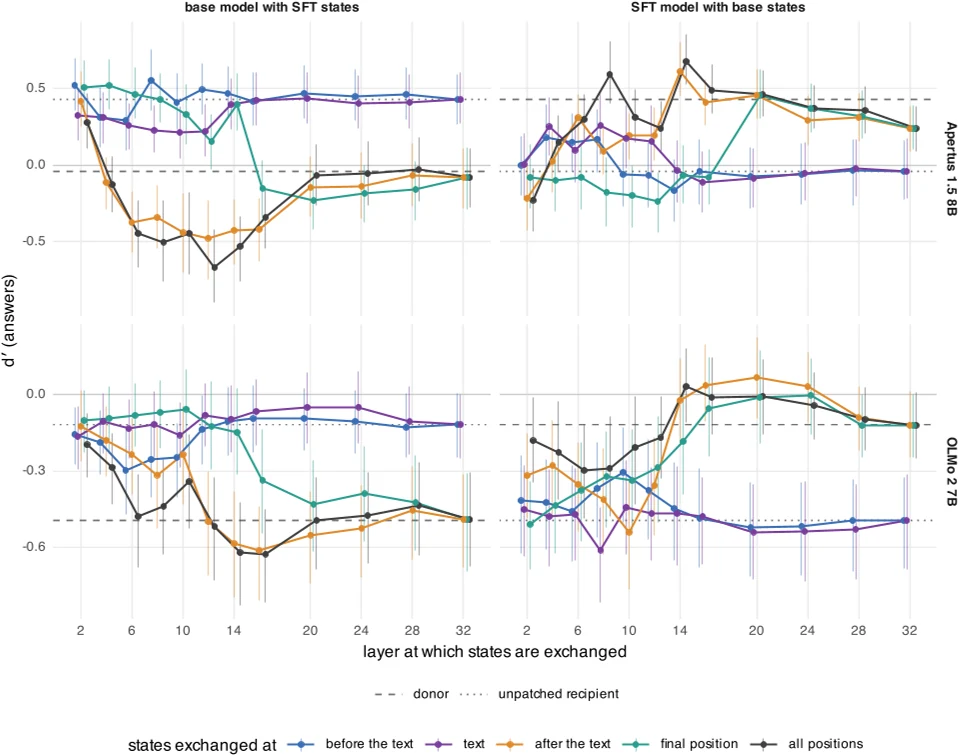 base model with SFT states
SFT model with base states
0.5
0.0
-0.5
Apertus 1.5 8B
d′ (answers)
0.0
-0.3
-0.6
OLMo 2 7B
2 6 10 14 20 24 28 32
2 6 10 14 20 24 28 32
layer at which states are exchanged
donor unpatched recipient
states exchanged at before the text text after the text final position all positions